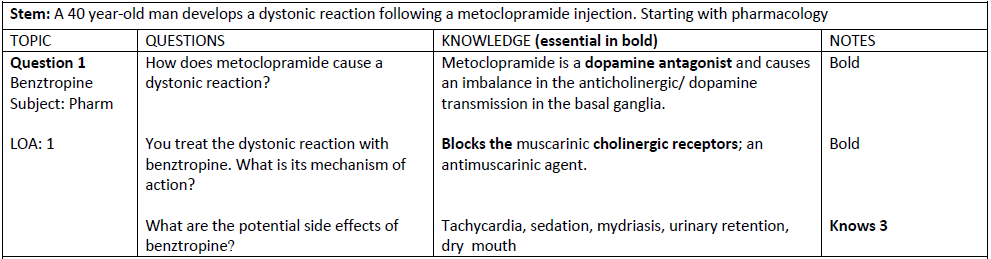 Stem: A 40 year-old man develops a dystonic reaction following a metoclopramide injection. Starting with pharmacology
TOPIC QUESTIONS KNOWLEDGE (essential in bold) NOTES
Question 1 How does metoclopramide cause a Metoclopramide is a dopamine antagonist and causes Bold
Benztropine dystonic reaction? an imbalance in the anticholinergic/ dopamine
Subject: Pharm transmission in the basal ganglia.
LOA: 1 You treat the dystonic reaction with Blocks the muscarinic cholinergic receptors; an Bold
benztropine. What is its mechanism of antimuscarinic agent.
action?
What are the potential side effects of Tachycardia, sedation, mydriasis, urinary retention, Knows 3
benztropine? dry mouth